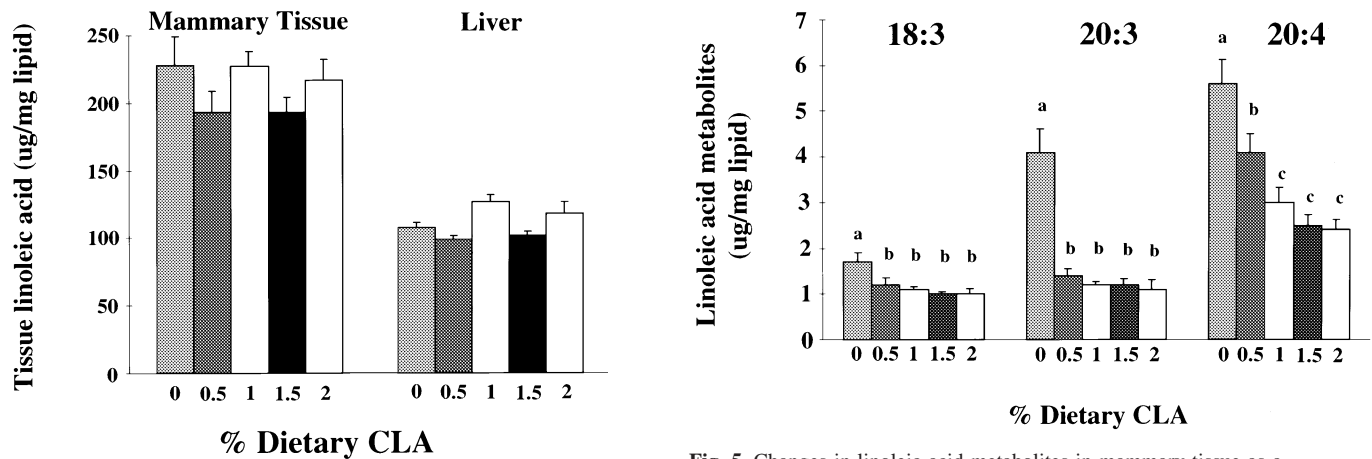 Mammary Tissue
Liver
Tissue linoleic acid (ug/mg lipid)
250
200
150
100
50
0
0 0.5 1 1.5 2
0 0.5 1 1.5 2
% Dietary CLA
18:3
20:3
20:4
Linoleic acid metabolites
(ug/mg lipid)
7
6
5
4
3
2
1
0
a b b b b
a b b b b
a b c c c
0 0.5 1 1.5 2
0 0.5 1 1.5 2
0 0.5 1 1.5 2
% Dietary CLA
Fig. 5. Changes in linoleic acid metabolites in mammary tissue as a